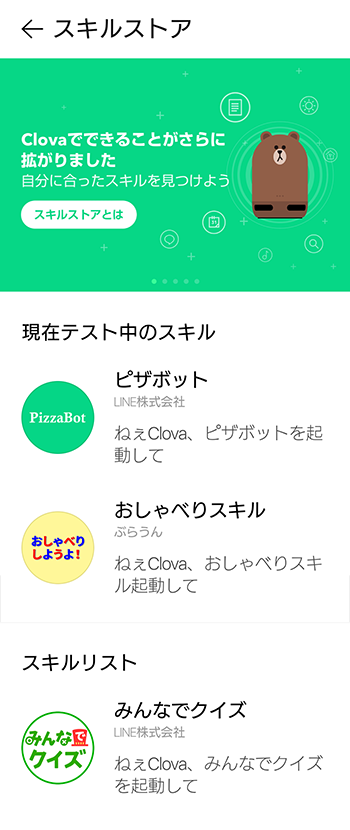 ← スキルストア
Clovaでできることがさらに
拡がりました
自分に合ったスキルを見つけよう
スキルストアとは
現在テスト中のスキル
PizzaBot
ピザボット
LINE株式会社
ねぇClova、ピザボットを起
動して
おしゃべり
しようよ!
おしゃべりスキル
ぶらうん
ねぇClova、おしゃべりスキ
ル起動して
スキルリスト
みんなで
クイズ
みんなでクイズ
LINE株式会社
ねぇClova、みんなでクイズ
を起動して